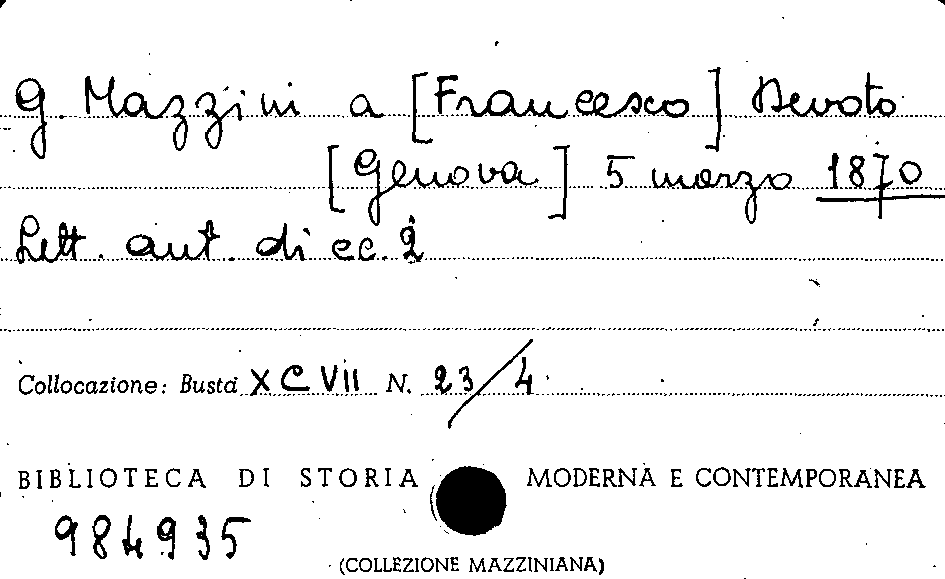 G. Mazzini a [Francesco] Devoto
[Genova] 5 marzo 1870
Lett. aut. di cc. 2
Collocazione: Busta XCVII N. 23/4
BIBLIOTECA DI STORIA MODERNA E CONTEMPORANEA
984935
(COLLEZIONE MAZZINIANA)